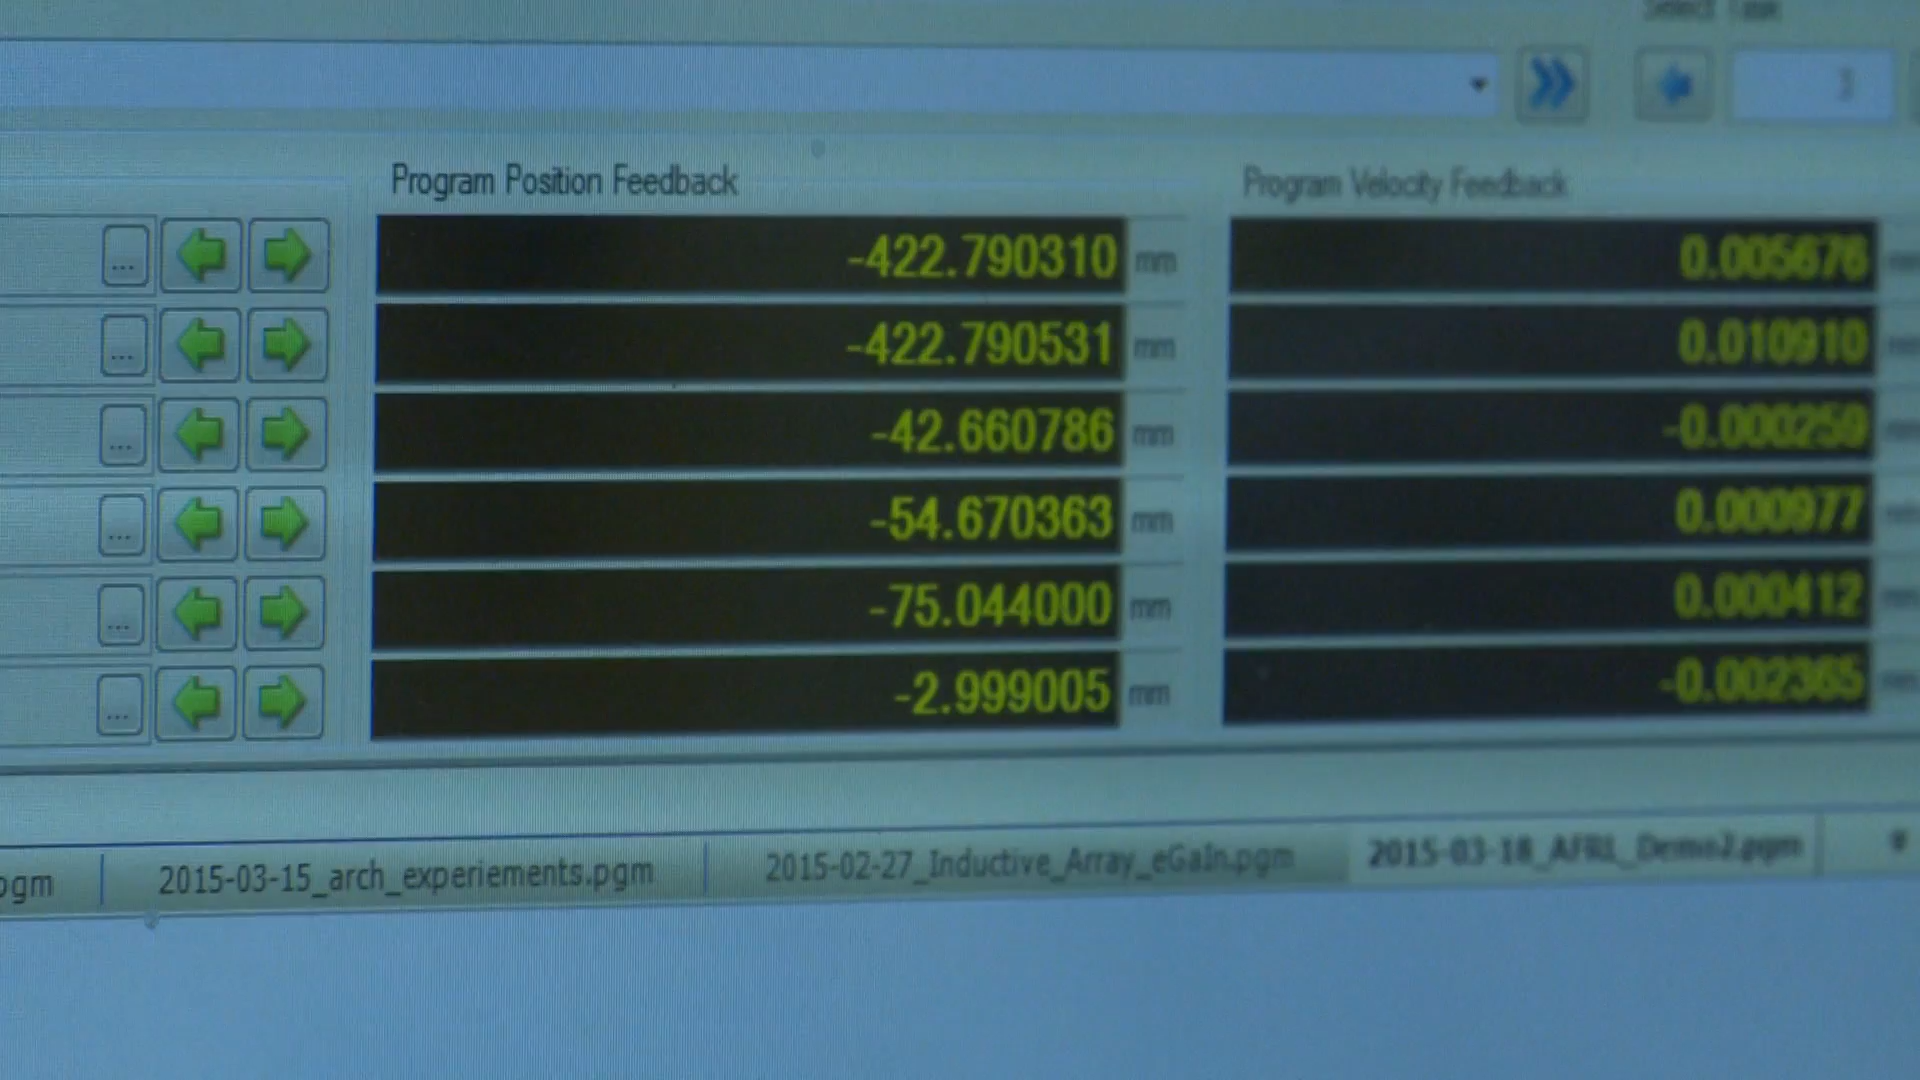 Select Task
Program Position Feedback
Program Velocity Feedback
... -422.790310 mm 0.005676
... -422.790531 mm 0.010910
... -42.660786 mm -0.000259
... -54.670363 mm 0.000977
... -75.044000 mm 0.000412
... -2.999005 mm -0.002365
pgm 2015-03-15_arch_experiements.pgm 2015-02-27_Inductive_Array_eGaIn.pgm 2015-03-18_AFRL_Demo2.pgm